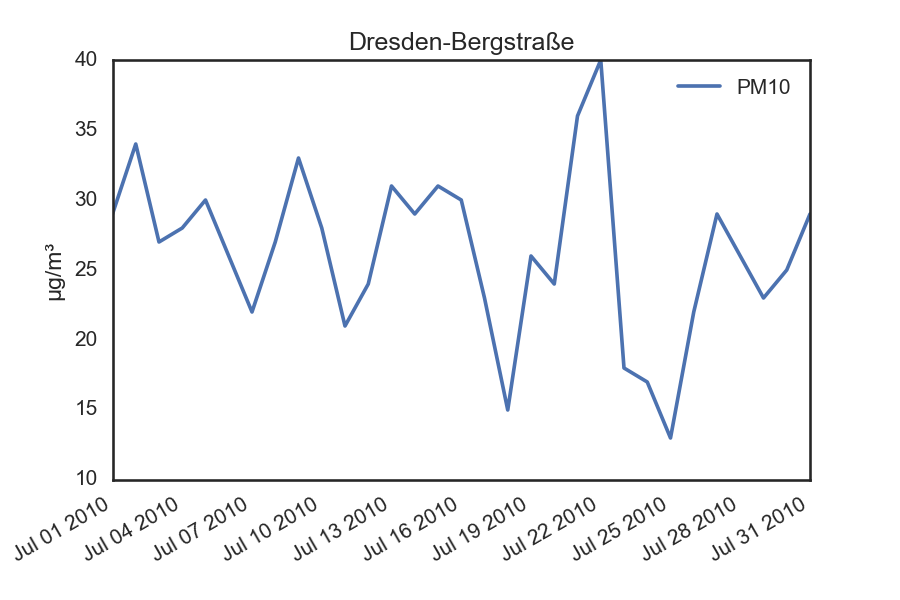 Dresden-Bergstraße
40
35
30
25
20
15
10
µg/m³
PM10
Jul 01 2010
Jul 04 2010
Jul 07 2010
Jul 10 2010
Jul 13 2010
Jul 16 2010
Jul 19 2010
Jul 22 2010
Jul 25 2010
Jul 28 2010
Jul 31 2010